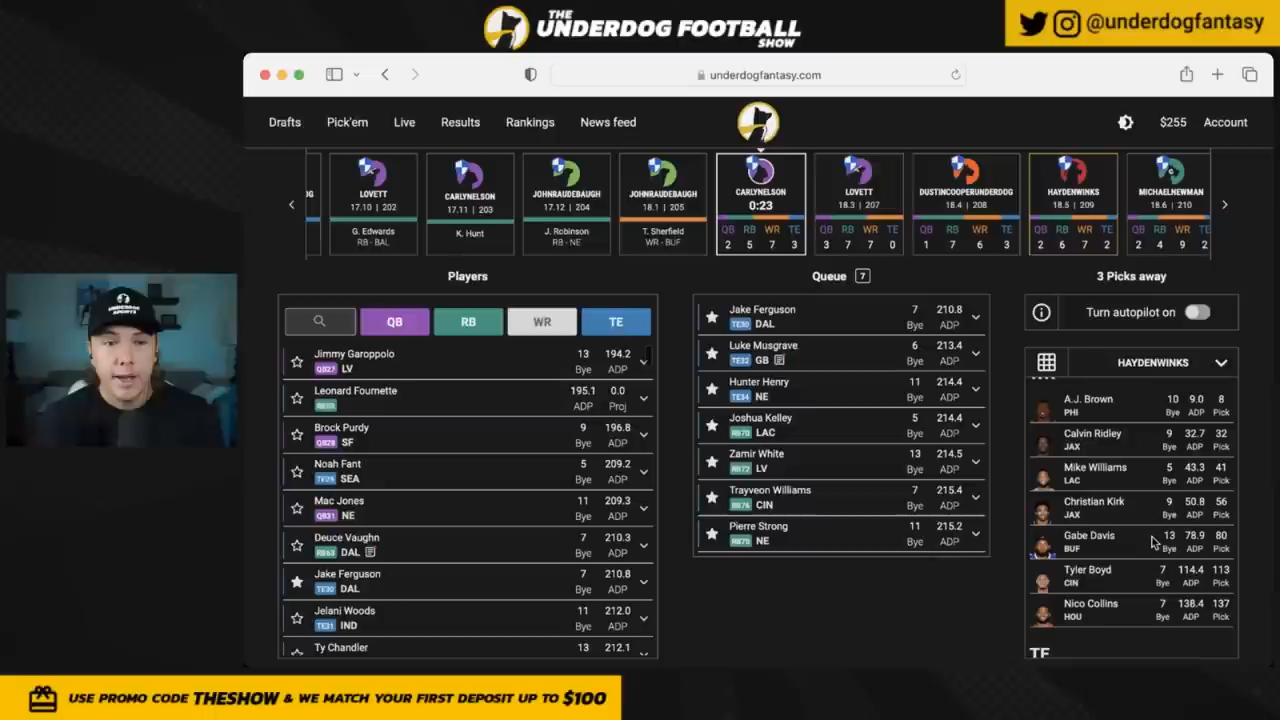 THE
UNDERDOG FOOTBALL
SHOW
@underdogfantasy
underdogfantasy.com
Drafts Pick'em Live Results Rankings News feed $255 Account
LOVETT
17.10 | 202
G. Edwards
RB - BAL
CARLYNELSON
17.11 | 203
K. Hunt
JOHNRAUDEBAUGH
17.12 | 204
J. Robinson
RB - NE
JOHNRAUDEBAUGH
18.1 | 205
T. Sherfield
WR - BUF
CARLYNELSON
0:23
QB RB WR TE
2 5 7 3
LOVETT
18.3 | 207
QB RB WR TE
3 7 7 0
DUSTINCOOPERUNDERDOG
18.4 | 208
QB RB WR TE
1 7 6 3
HAYDENWINKS
18.5 | 209
QB RB WR TE
2 6 7 2
MICHAELNEWMAN
18.6 | 210
QB RB WR TE
2 4 9 2
Players
QB RB WR TE
Jimmy Garoppolo 13 194.2
QB27 LV Bye ADP
Leonard Fournette 195.1 0.0
ADP Proj
Brock Purdy 9 196.8
QB28 SF Bye ADP
Noah Fant 5 209.2
SEA Bye ADP
Mac Jones 11 209.3
QB31 NE Bye ADP
Deuce Vaughn 7 210.3
DAL Bye ADP
Jake Ferguson 7 210.8
TE30 DAL Bye ADP
Jelani Woods 11 212.0
TE31 IND Bye ADP
Ty Chandler 13 212.1
Queue 7
Jake Ferguson 7 210.8
TE30 DAL Bye ADP
Luke Musgrave 6 213.4
TE32 GB Bye ADP
Hunter Henry 11 214.4
TE34 NE Bye ADP
Joshua Kelley 5 214.4
RB70 LAC Bye ADP
Zamir White 13 214.5
RB72 LV Bye ADP
Trayveon Williams 7 215.4
RB76 CIN Bye ADP
Pierre Strong 11 215.2
NE Bye ADP
3 Picks away
Turn autopilot on
HAYDENWINKS
A.J. Brown 10 9.0 8
PHI Bye ADP Pick
Calvin Ridley 9 32.7 32
JAX Bye ADP Pick
Mike Williams 5 43.3 41
LAC Bye ADP Pick
Christian Kirk 9 50.8 56
JAX Bye ADP Pick
Gabe Davis 13 78.9 80
BUF Bye ADP Pick
Tyler Boyd 7 114.4 113
CIN Bye ADP Pick
Nico Collins 7 138.4 137
HOU Bye ADP Pick
TE
USE PROMO CODE THESHOW & WE MATCH YOUR FIRST DEPOSIT UP TO $100